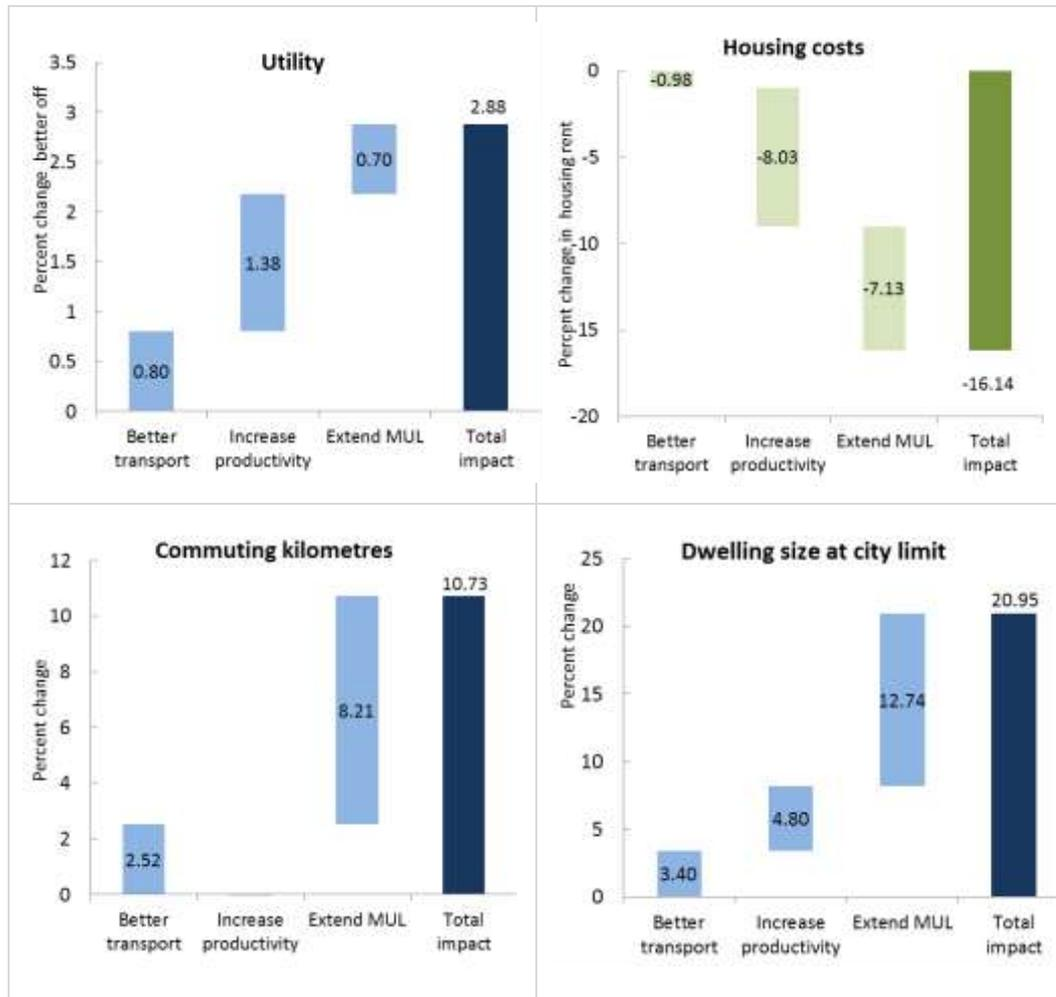 Utility
Percent change better off
3.5
3
2.5
2
1.5
1
0.5
0
0.80
1.38
0.70
2.88
Better transport
Increase productivity
Extend MUL
Total impact
Housing costs
Percent change in housing rent
0
-5
-10
-15
-20
-0.98
-8.03
-7.13
-16.14
Better transport
Increase productivity
Extend MUL
Total impact
Commuting kilometres
Percent change
12
10
8
6
4
2
0
2.52
8.21
10.73
Better transport
Increase productivity
Extend MUL
Total impact
Dwelling size at city limit
Percent change
25
20
15
10
5
0
3.40
4.80
12.74
20.95
Better transport
Increase productivity
Extend MUL
Total impact